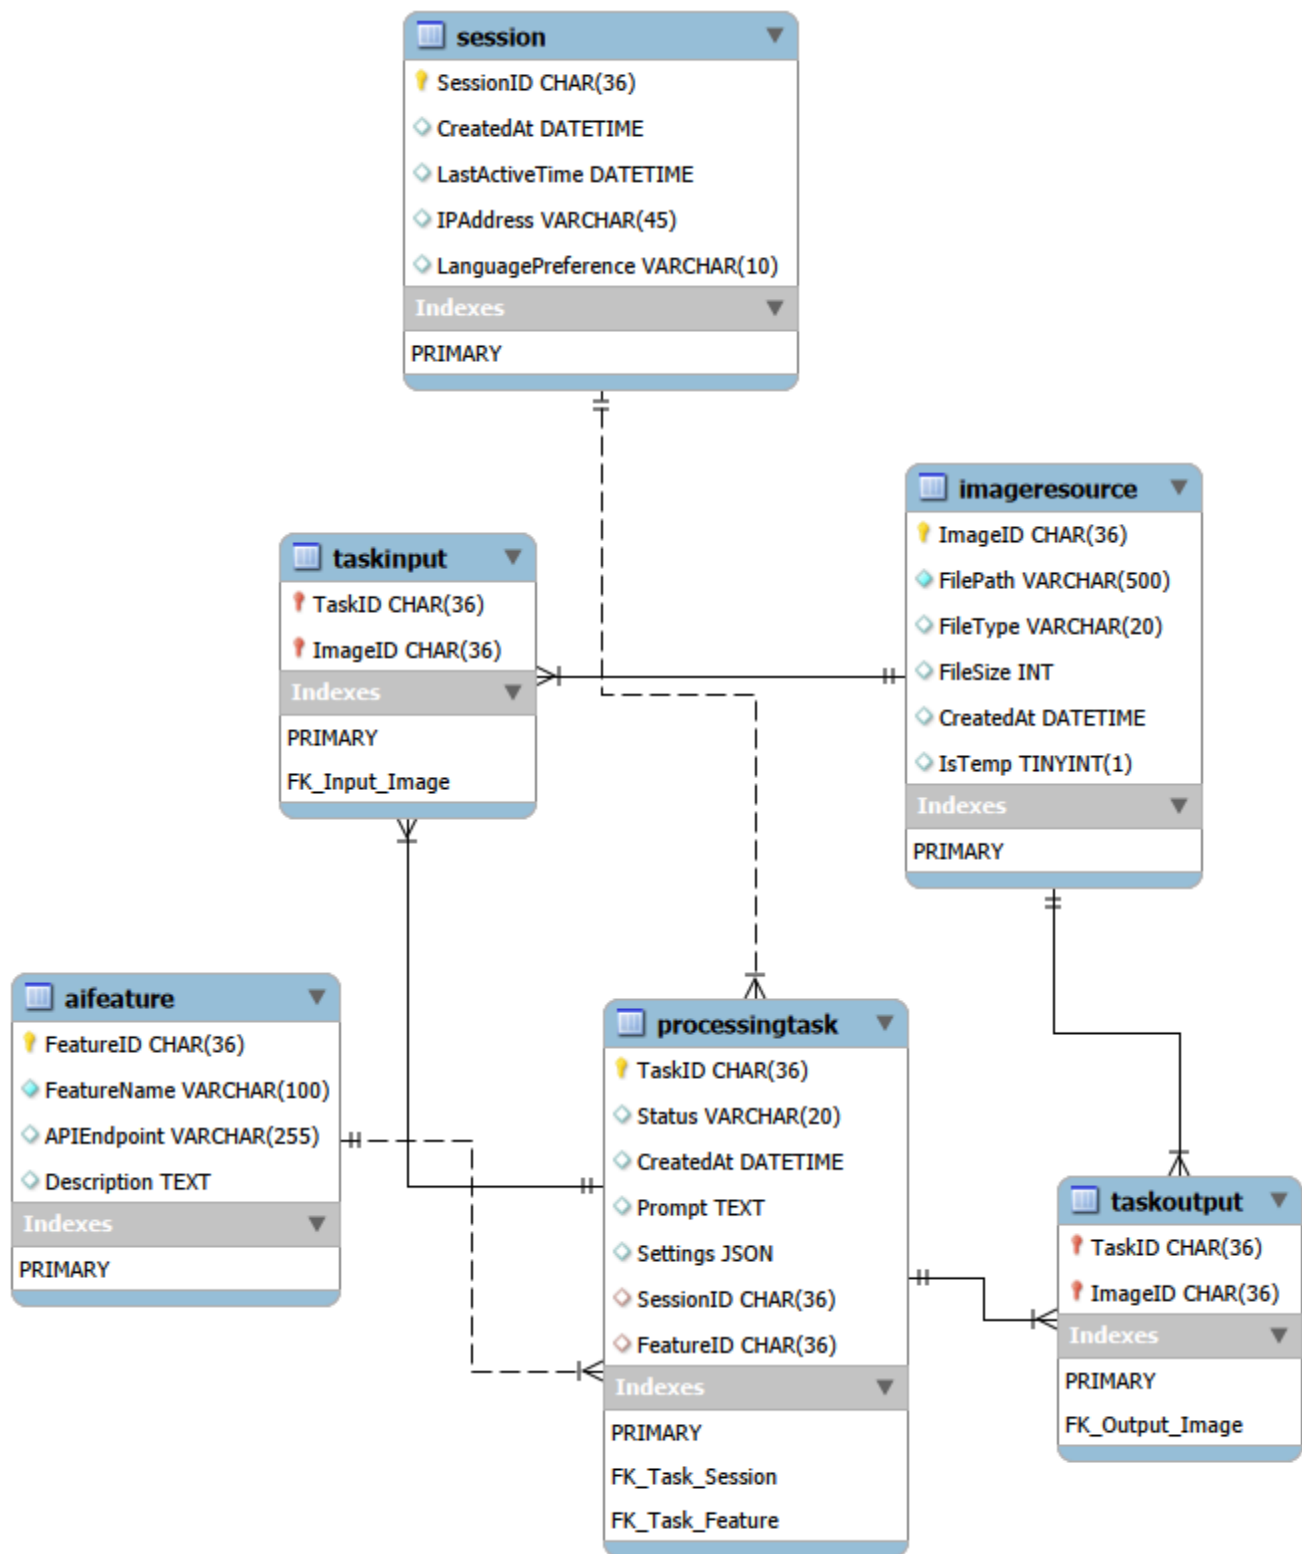 session
SessionID CHAR(36)
CreatedAt DATETIME
LastActiveTime DATETIME
IPAddress VARCHAR(45)
LanguagePreference VARCHAR(10)
Indexes
PRIMARY
imageresource
ImageID CHAR(36)
FilePath VARCHAR(500)
FileType VARCHAR(20)
FileSize INT
CreatedAt DATETIME
IsTemp TINYINT(1)
Indexes
PRIMARY
taskinput
TaskID CHAR(36)
ImageID CHAR(36)
Indexes
PRIMARY
FK_Input_Image
aifeature
FeatureID CHAR(36)
FeatureName VARCHAR(100)
APIEndpoint VARCHAR(255)
Description TEXT
Indexes
PRIMARY
processingtask
TaskID CHAR(36)
Status VARCHAR(20)
CreatedAt DATETIME
Prompt TEXT
Settings JSON
SessionID CHAR(36)
FeatureID CHAR(36)
Indexes
PRIMARY
FK_Task_Session
FK_Task_Feature
taskoutput
TaskID CHAR(36)
ImageID CHAR(36)
Indexes
PRIMARY
FK_Output_Image